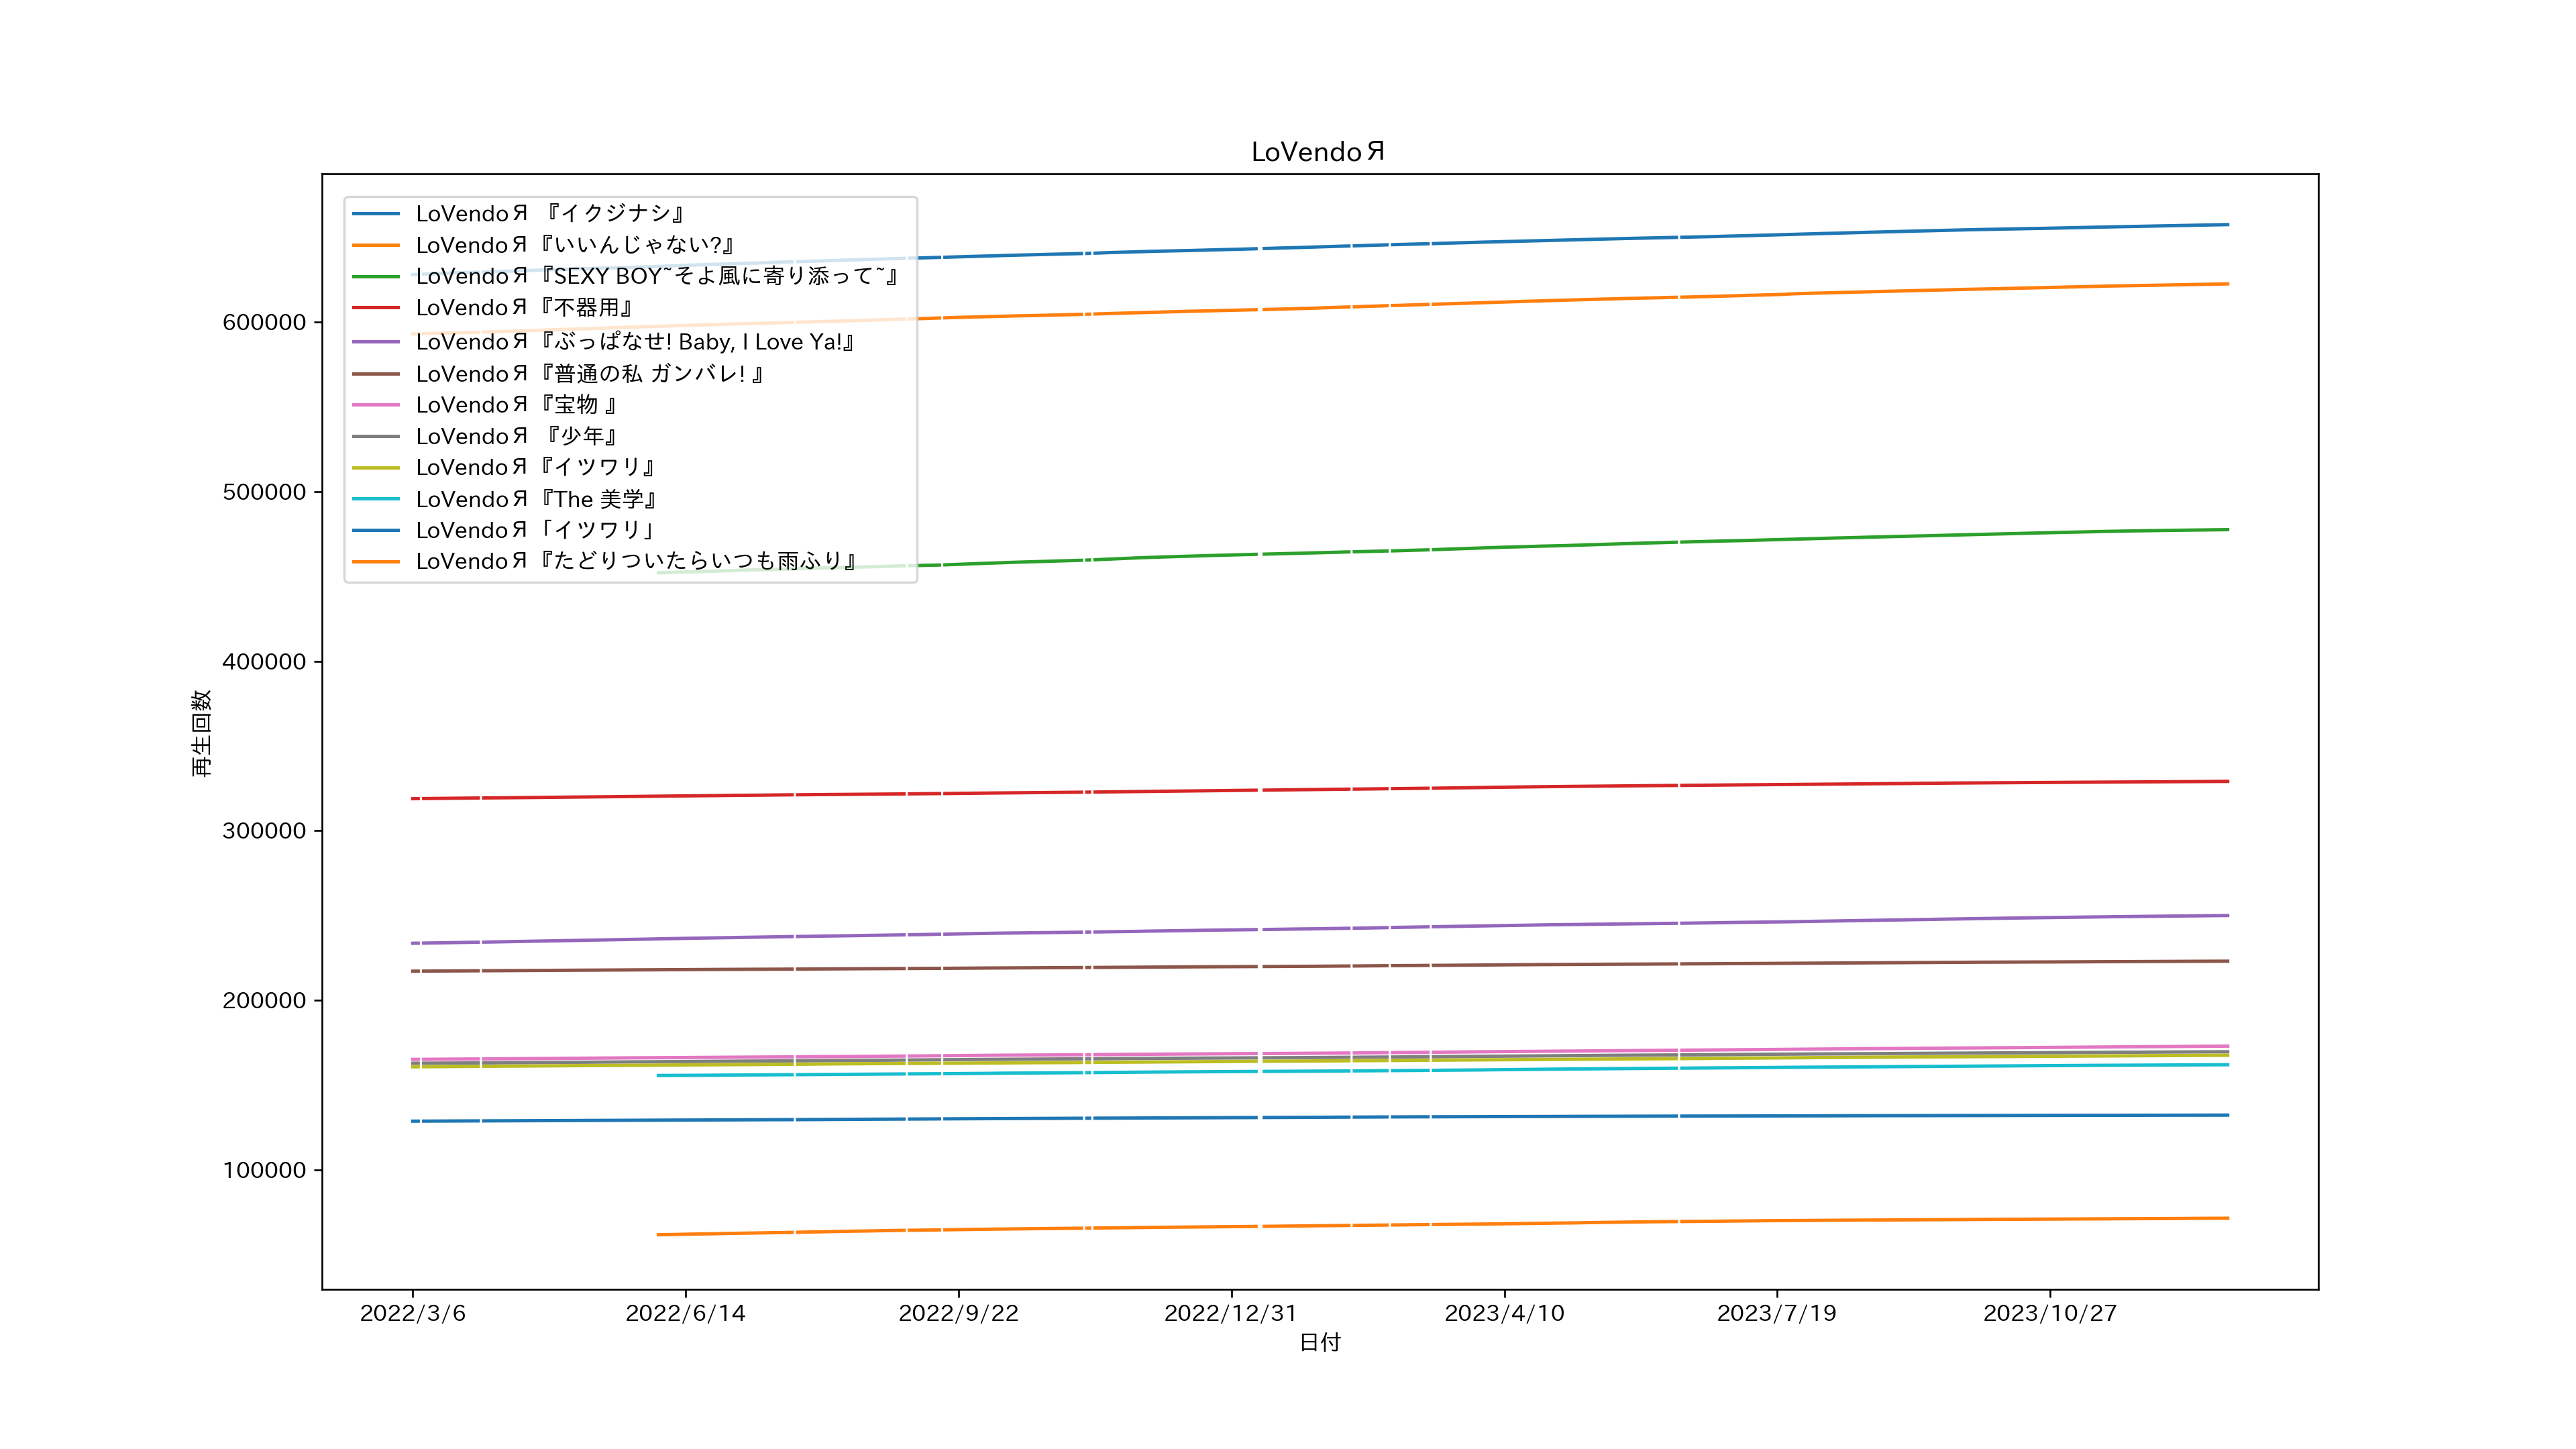 LoVendoЯ
LoVendoЯ 『イクジナシ』
LoVendoЯ『いいんじゃない?』
LoVendoЯ『SEXY BOY~そよ風に寄り添って~』
LoVendoЯ『不器用』
LoVendoЯ『ぶっぱなせ! Baby, I Love Ya!』
LoVendoЯ『普通の私 ガンバレ! 』
LoVendoЯ『宝物 』
LoVendoЯ 『少年』
LoVendoЯ『イツワリ』
LoVendoЯ『The 美学』
LoVendoЯ「イツワリ」
LoVendoЯ『たどりついたらいつも雨ふり』
600000
500000
400000
300000
200000
100000
再生回数
2022/3/6 2022/6/14 2022/9/22 2022/12/31 2023/4/10 2023/7/19 2023/10/27
日付